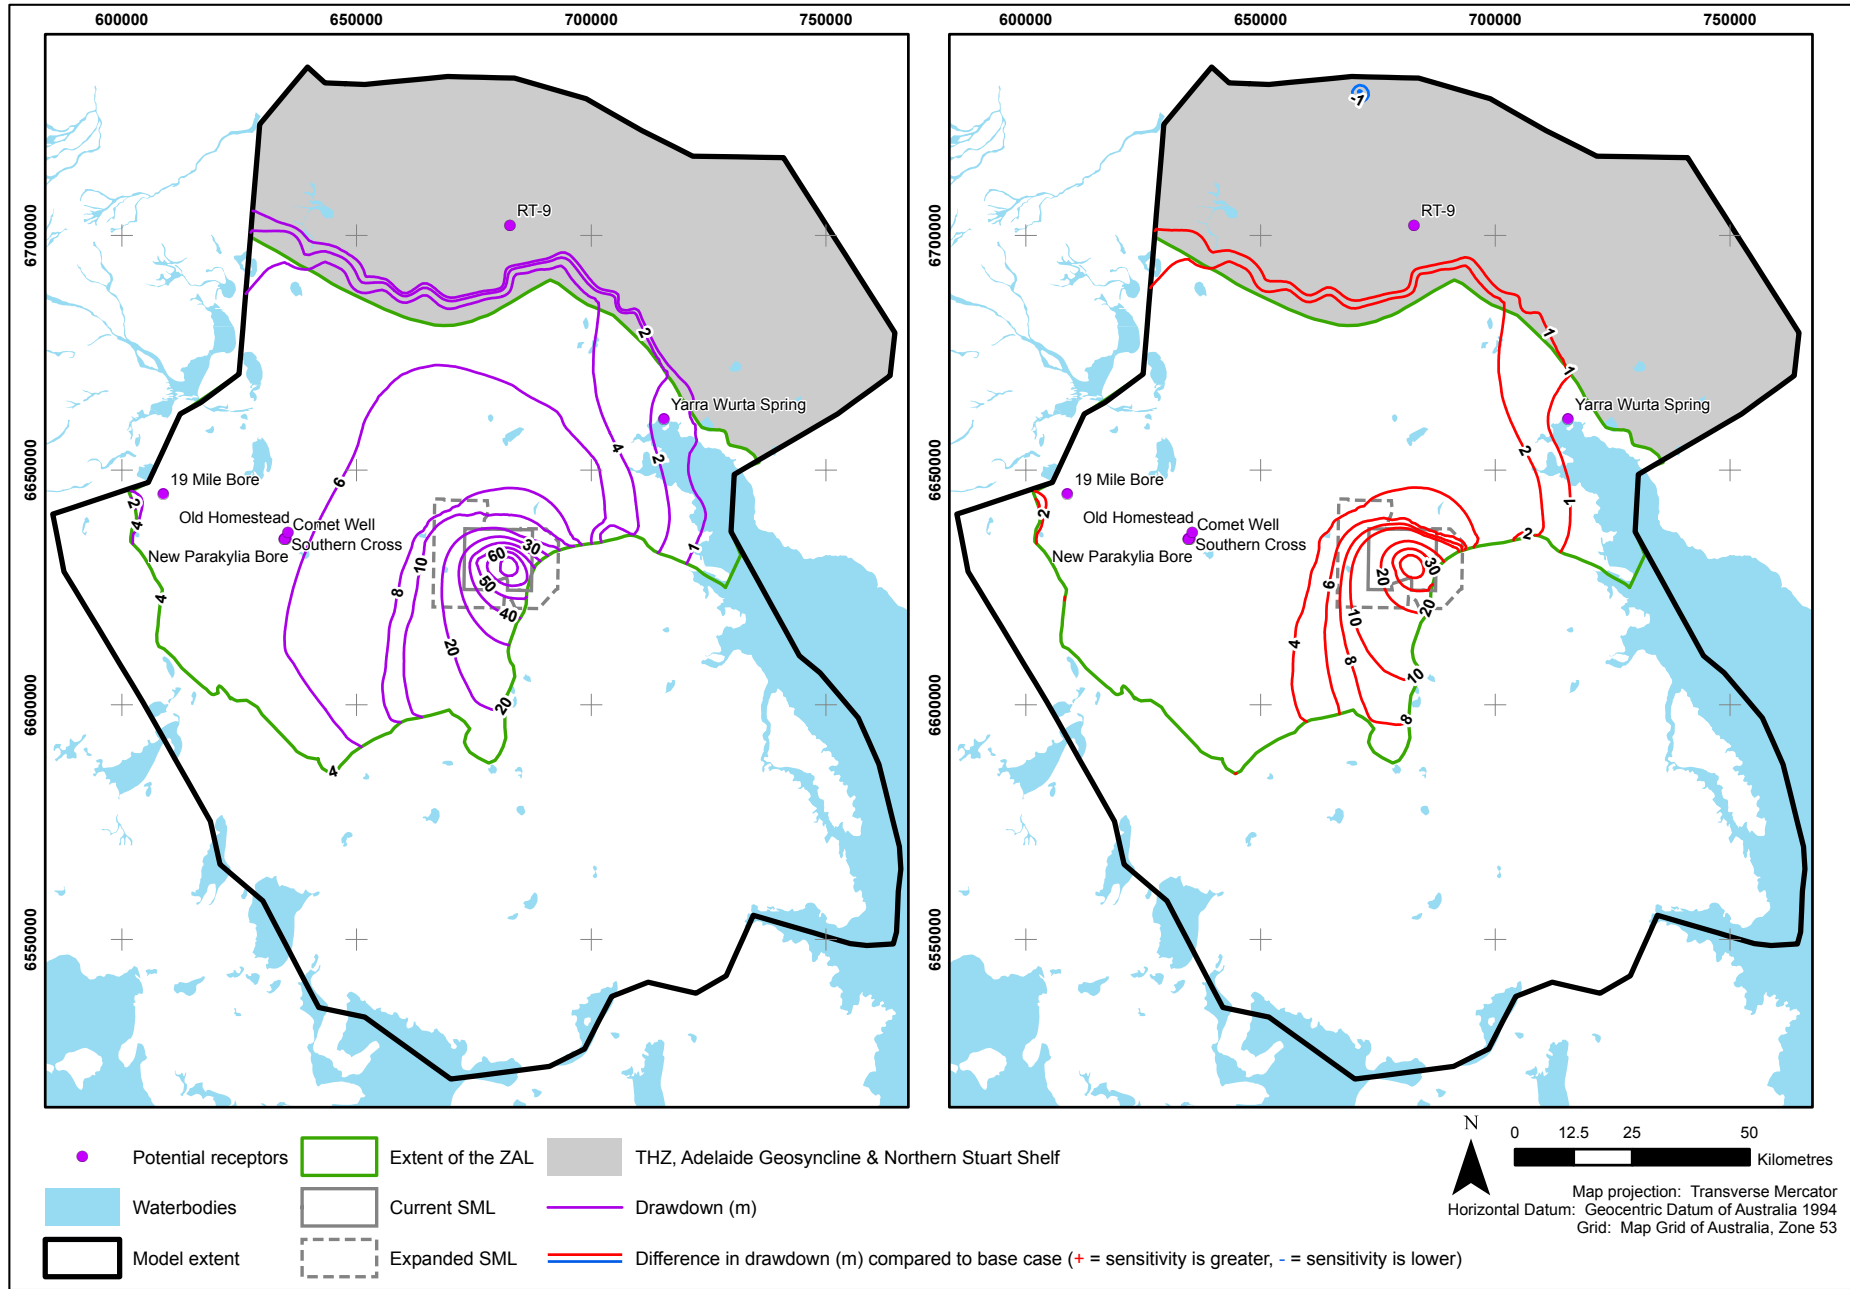 600000 650000 700000 750000 600000 650000 700000 750000
6700000
6650000
6600000
6550000
RT-9
2
Yarra Wurta Spring
4
2
6
19 Mile Bore
2
4
Old Homestead
Comet Well
New Parakylia Bore
Southern Cross
10
8
60
30
50
40
20
20
1
4
4
6700000
6650000
6600000
6550000
-1
RT-9
1
1
Yarra Wurta Spring
2
1
19 Mile Bore
2
Old Homestead
Comet Well
New Parakylia Bore
Southern Cross
2
6
4
10
8
20
30
20
10
8
Potential receptors
Extent of the ZAL
THZ, Adelaide Geosyncline & Northern Stuart Shelf
Waterbodies
Current SML
Drawdown (m)
Model extent
Expanded SML
Difference in drawdown (m) compared to base case (+ = sensitivity is greater, - = sensitivity is lower)
N
0 12.5 25 50
Kilometres
Map projection: Transverse Mercator
Horizontal Datum: Geocentric Datum of Australia 1994
Grid: Map Grid of Australia, Zone 53